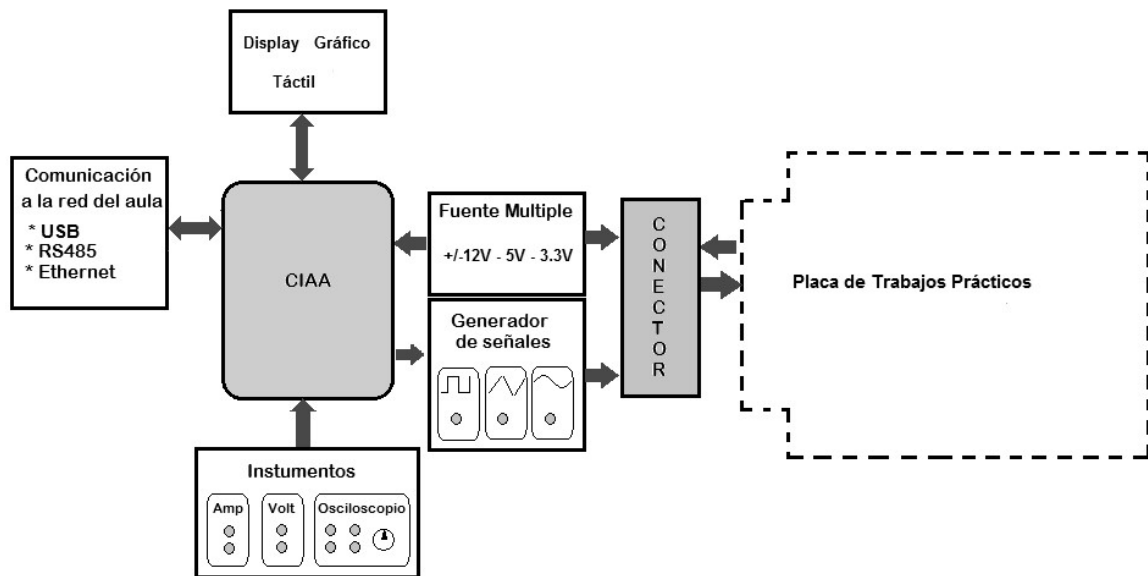 Display Gráfico
Táctil
Comunicación
a la red del aula
* USB
* RS485
* Ethernet
CIAA
Fuente Multiple
+/-12V - 5V - 3.3V
Generador
de señales
CONECTOR
Placa de Trabajos Prácticos
Instumentos
Amp
Volt
Osciloscopio